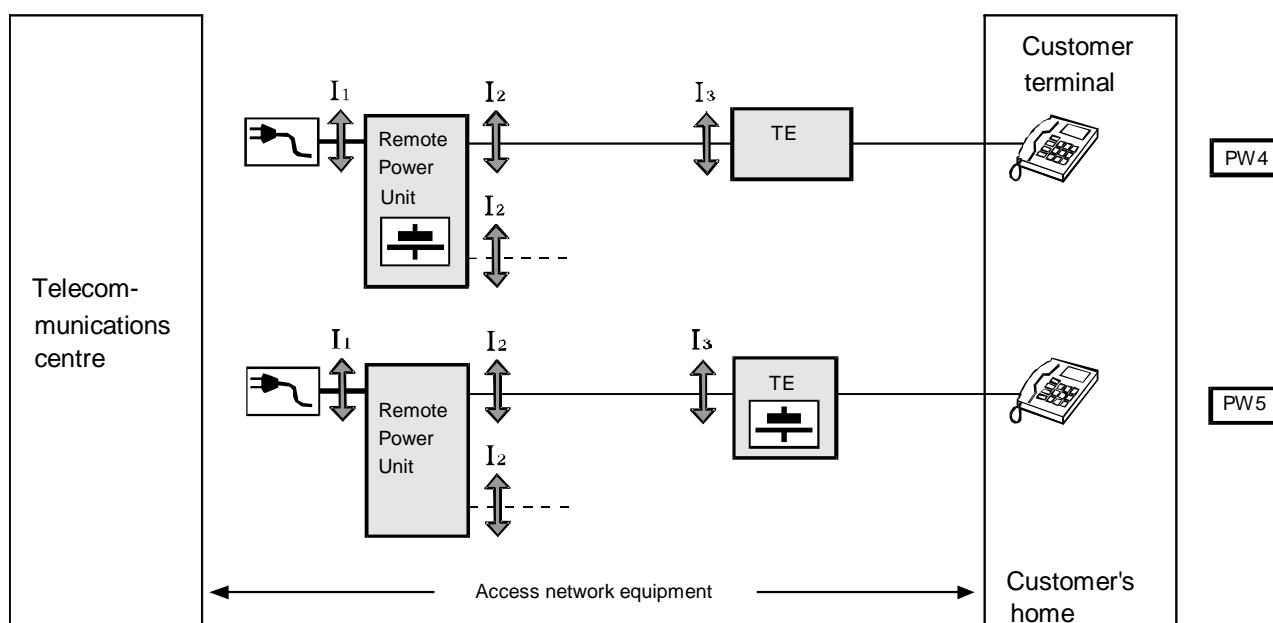 Customer
terminal
I1
I2
I3
TE
Remote
Power
Unit
PW4
I2
Telecom-
munications
centre
I1
I2
I3
TE
Remote
Power
Unit
PW5
I2
Access network equipment
Customer's
home